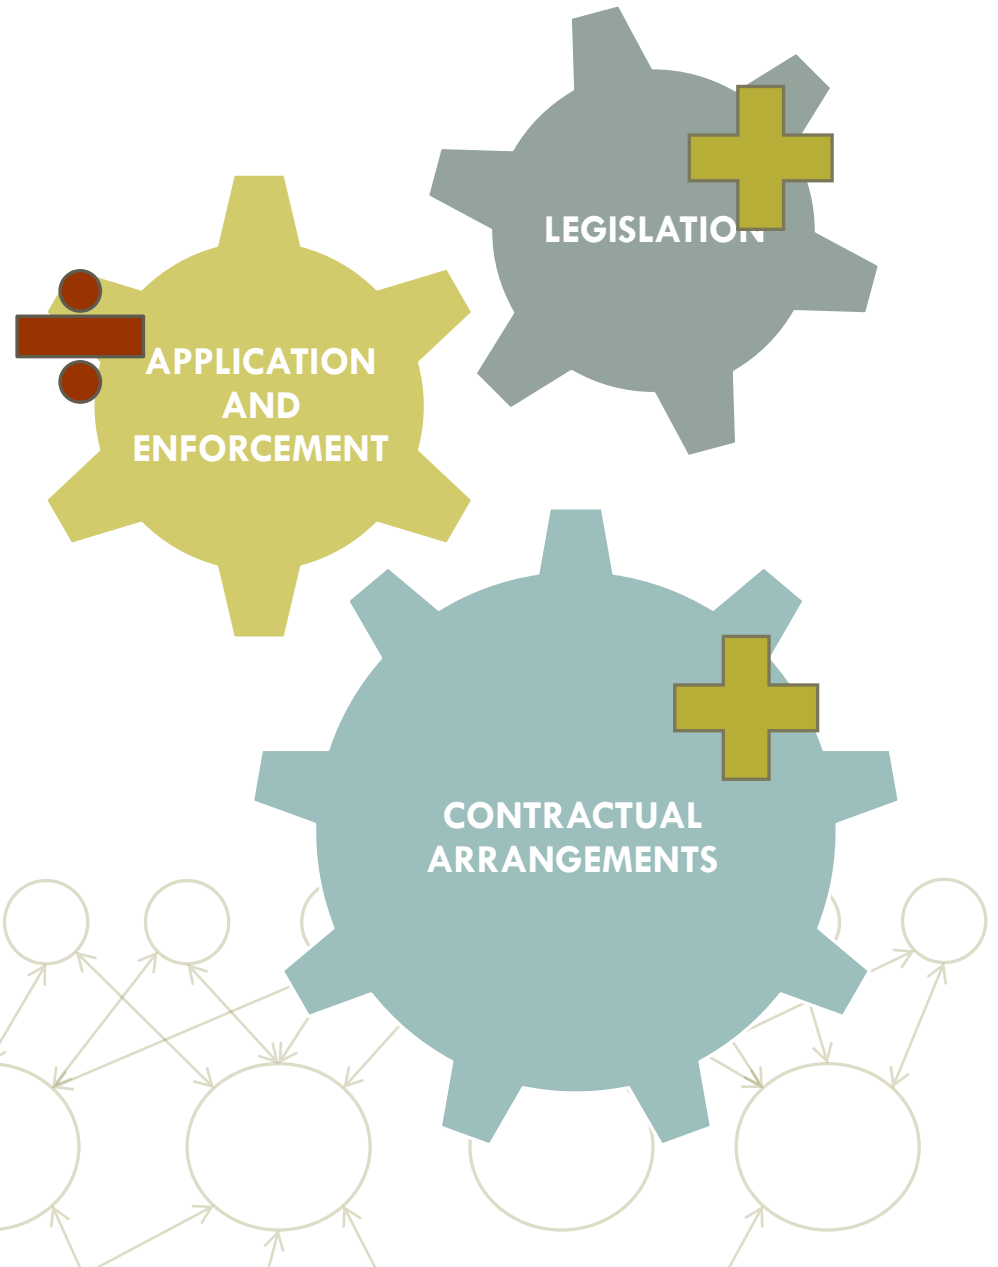 LEGISLATION
APPLICATION
AND
ENFORCEMENT
CONTRACTUAL
ARRANGEMENTS